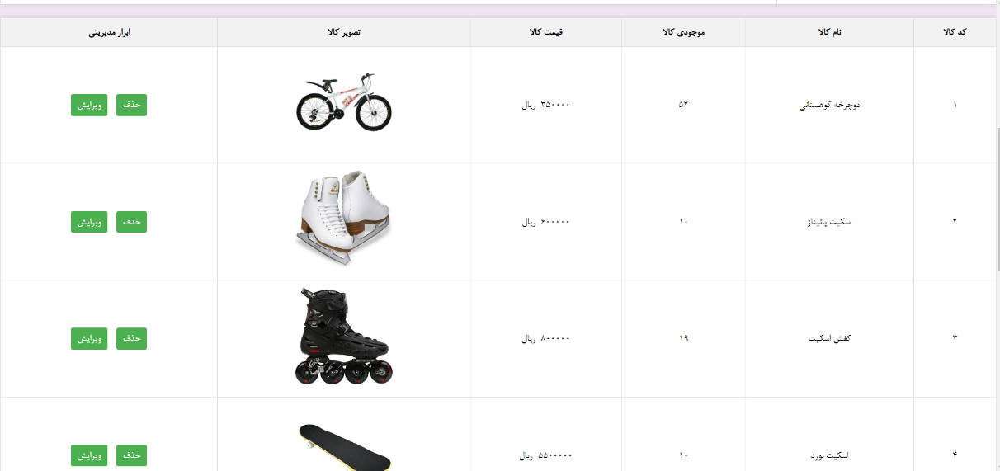 کد کالا	نام کالا	موجودی کالا	قیمت کالا	تصویر کالا	ابزار مدیریتی
۱	دوچرخه کوهستانی	۵۲	۳۵۰۰۰۰ ریال	حذف	ویرایش
۲	اسکیت پاتیناژ	۱۰	۶۰۰۰۰۰ ریال	حذف	ویرایش
۳	کفش اسکیت	۱۹	۸۰۰۰۰۰ ریال	حذف	ویرایش
۴	اسکیت بورد	۱۰	۵۵۰۰۰۰۰ ریال	حذف	ویرایش